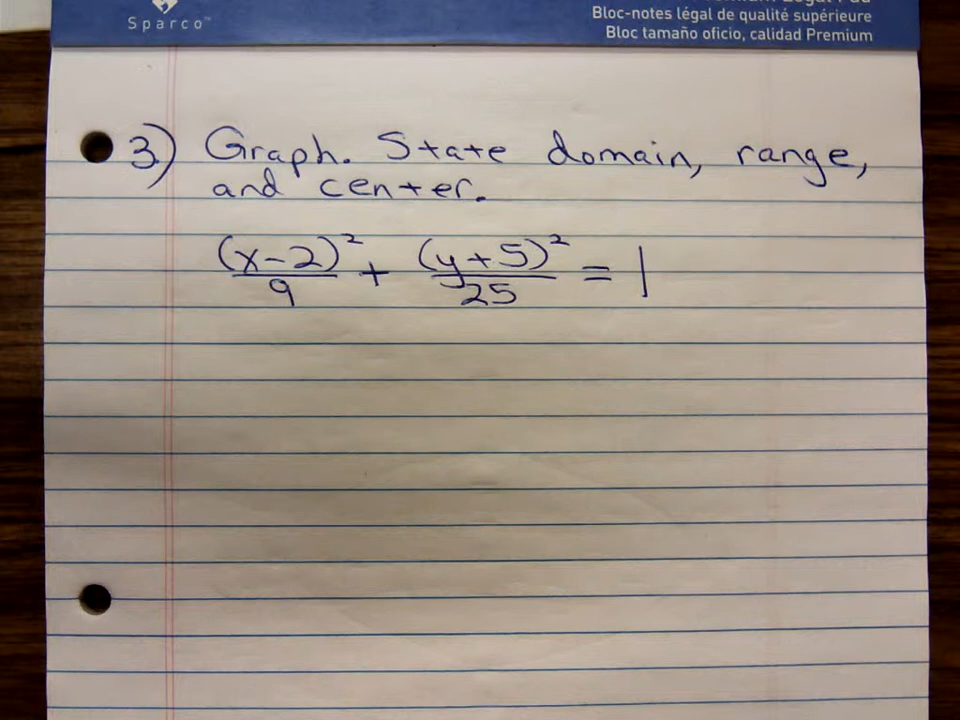 Sparco™
Bloc-notes légal de qualité supérieure
Bloc tamaño oficio, calidad Premium
3.) Graph. State domain, range,
and center.
(x-2)²/9 + (y+5)²/25 = 1